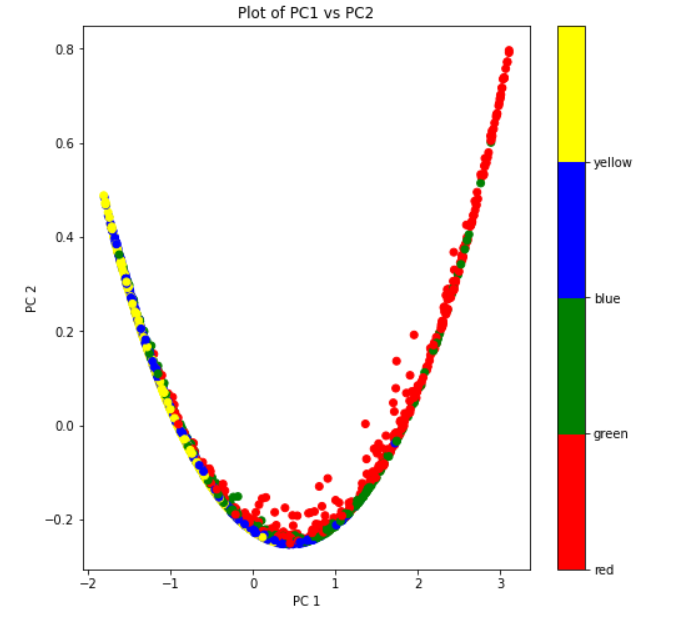 Plot of PC1 vs PC2
0.8
0.6
0.4
0.2
0.0
−0.2
PC 2
−2
−1
0
1
2
3
PC 1
yellow
blue
green
red